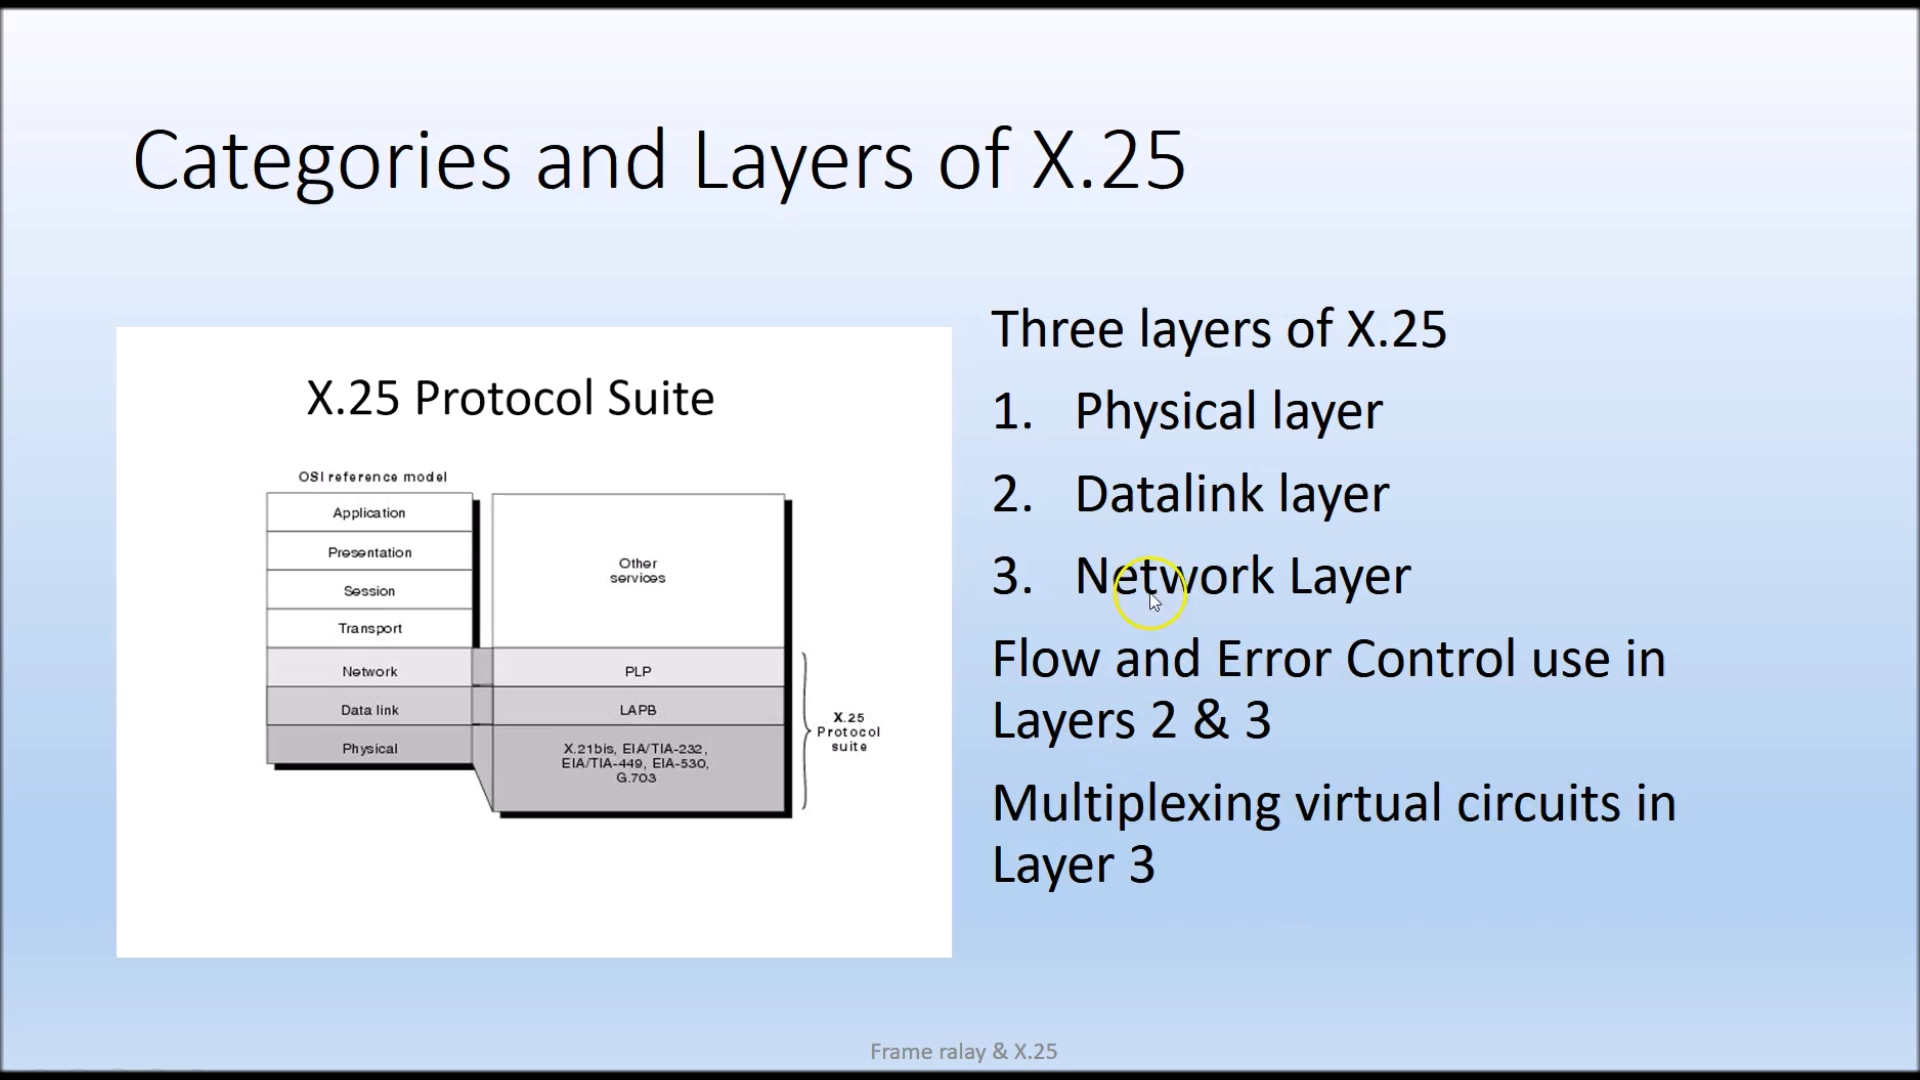 Categories and Layers of X.25
X.25 Protocol Suite
OSI reference model
Application
Presentation
Session
Transport
Network
Data link
Physical
Other
services
PLP
LAPB
X.21bis, EIA/TIA-232,
EIA/TIA-449, EIA-530,
G.703
X.25
Protocol
suite
Three layers of X.25
1. Physical layer
2. Datalink layer
3. Network Layer
Flow and Error Control use in
Layers 2 & 3
Multiplexing virtual circuits in
Layer 3
Frame ralay & X.25